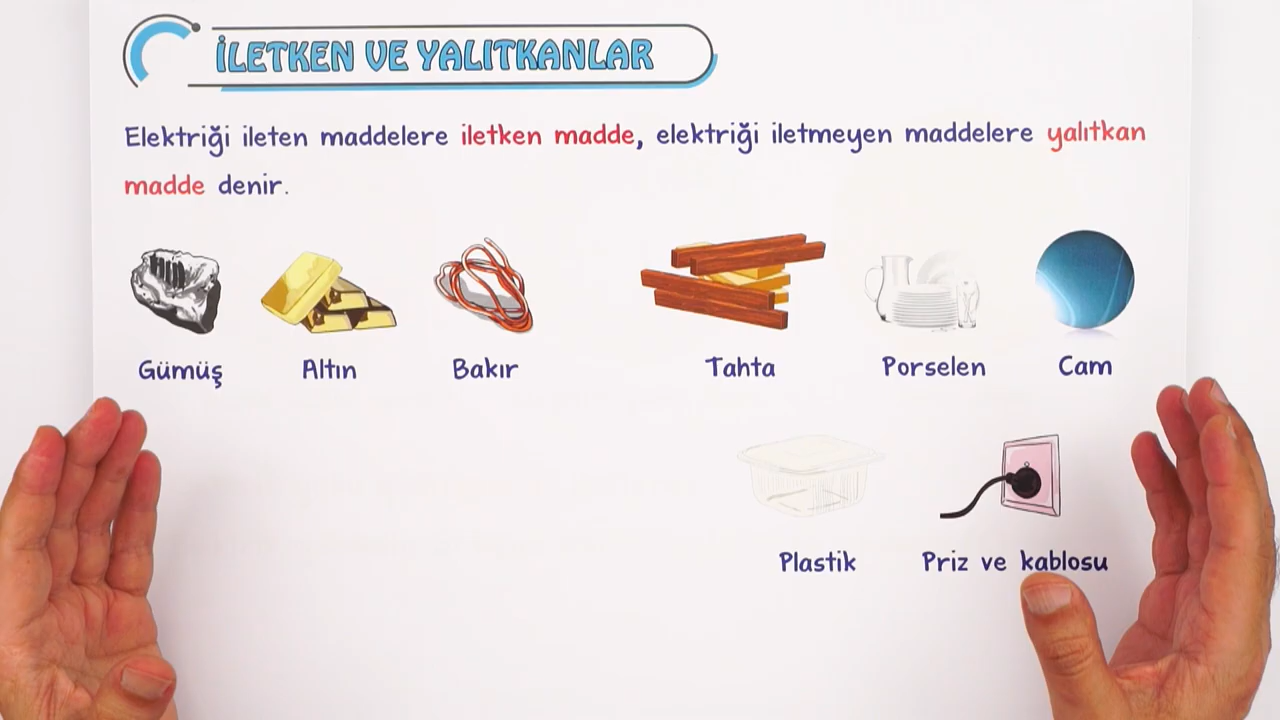 İLETKEN VE YALITKANLAR
Elektriği ileten maddelere iletken madde, elektriği iletmeyen maddelere yalıtkan
madde denir.
Gümüş Altın Bakır Tahta Porselen Cam
Plastik Priz ve kablosu